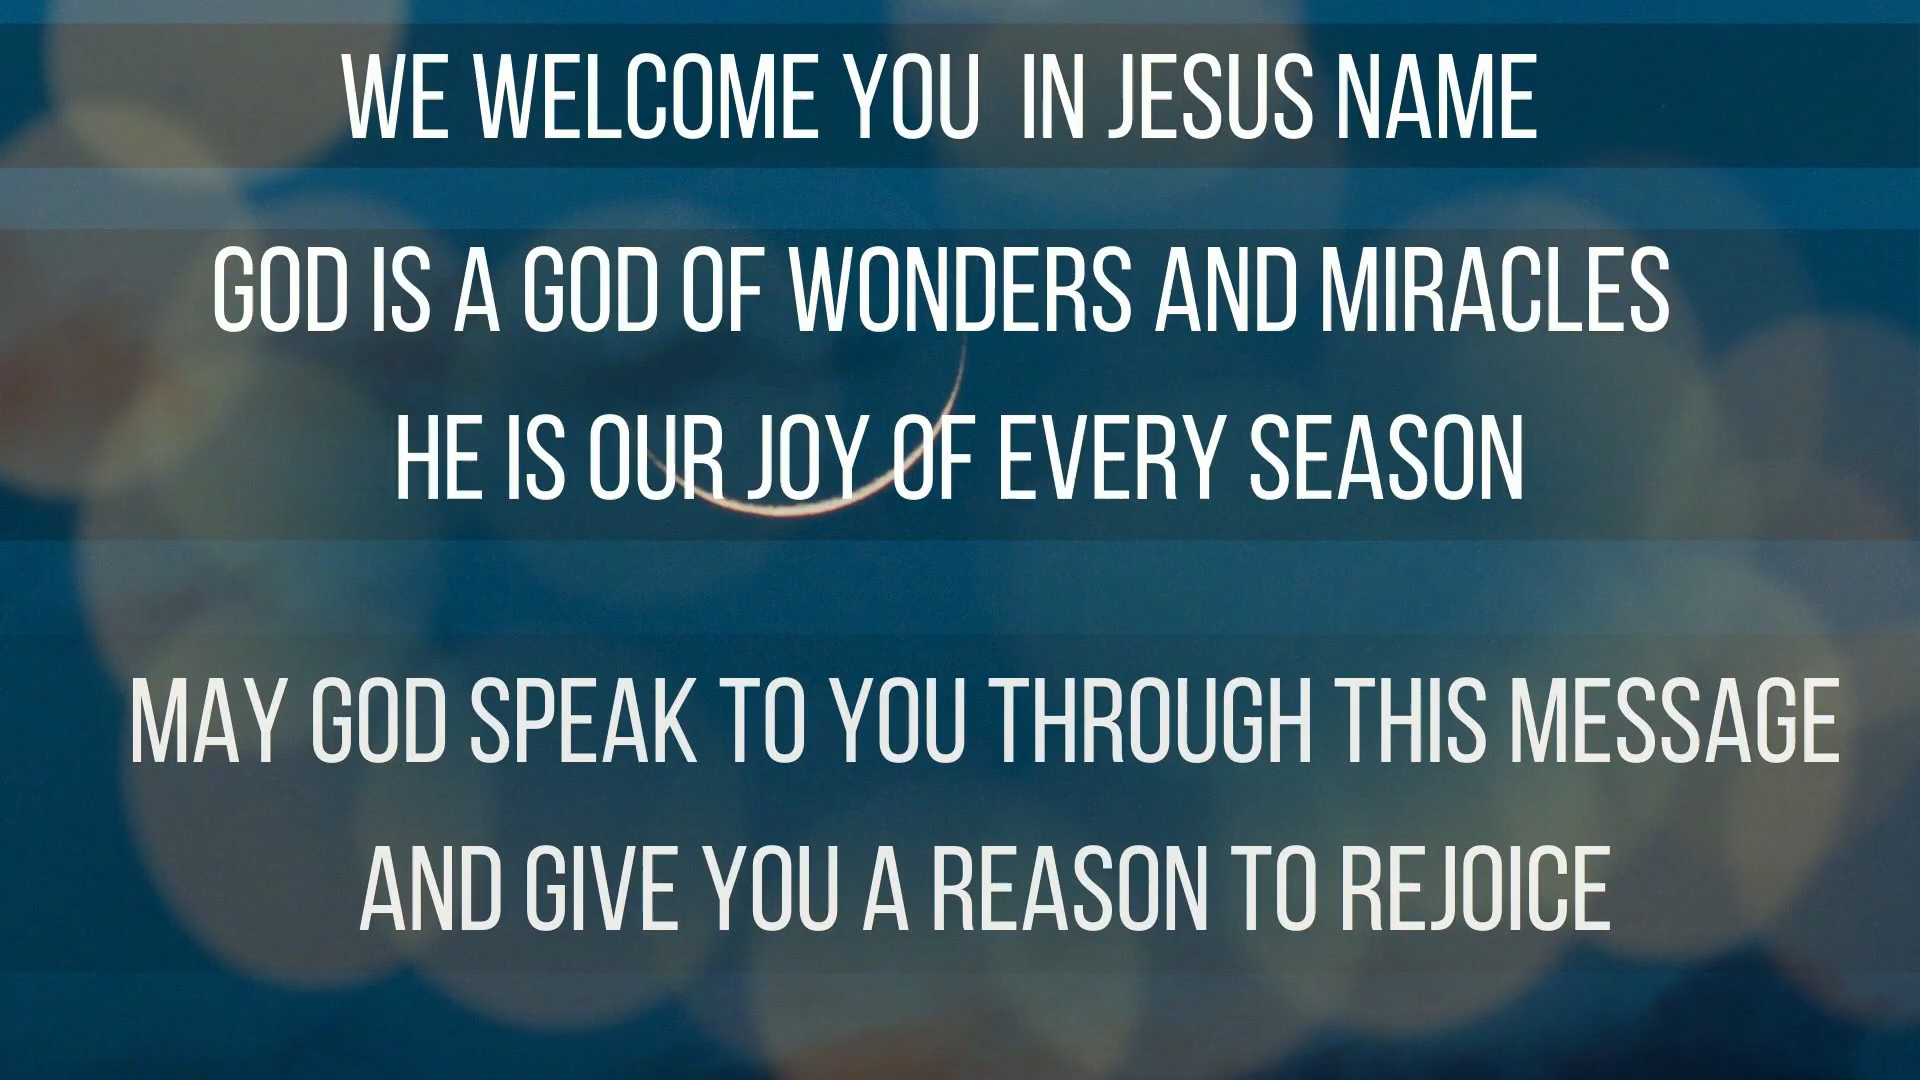 WE WELCOME YOU IN JESUS NAME
GOD IS A GOD OF WONDERS AND MIRACLES
HE IS OUR JOY OF EVERY SEASON
MAY GOD SPEAK TO YOU THROUGH THIS MESSAGE
AND GIVE YOU A REASON TO REJOICE